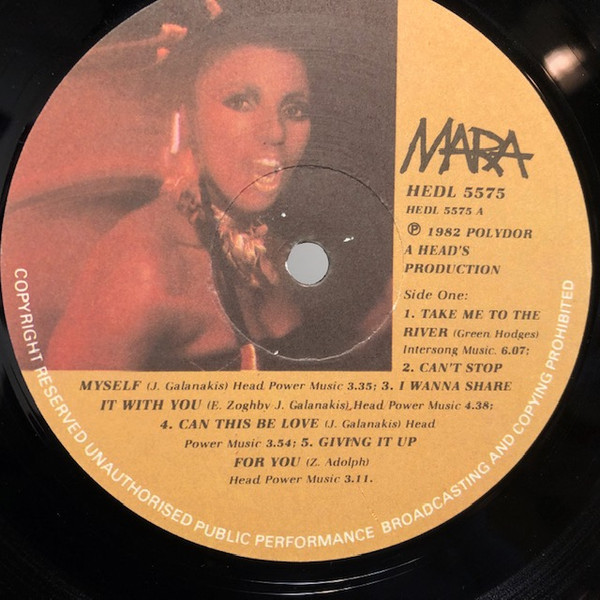 MARA
HEDL 5575
HEDL 5575 A
℗ 1982 POLYDOR
A HEAD'S
PRODUCTION
Side One:
1. TAKE ME TO THE
RIVER (Green Hodges)
Intersong Music. 6.07;
2. CAN'T STOP
MYSELF (J. Galanakis) Head Power Music 3.35; 3. I WANNA SHARE
IT WITH YOU (E. Zoghby J. Galanakis), Head Power Music 4.38;
4. CAN THIS BE LOVE (J. Galanakis) Head
Power Music 3.54; 5. GIVING IT UP
FOR YOU (Z. Adolph)
Head Power Music 3.11.
COPYRIGHT RESERVED UNAUTHORISED PUBLIC PERFORMANCE BROADCASTING AND COPYING PROHIBITED